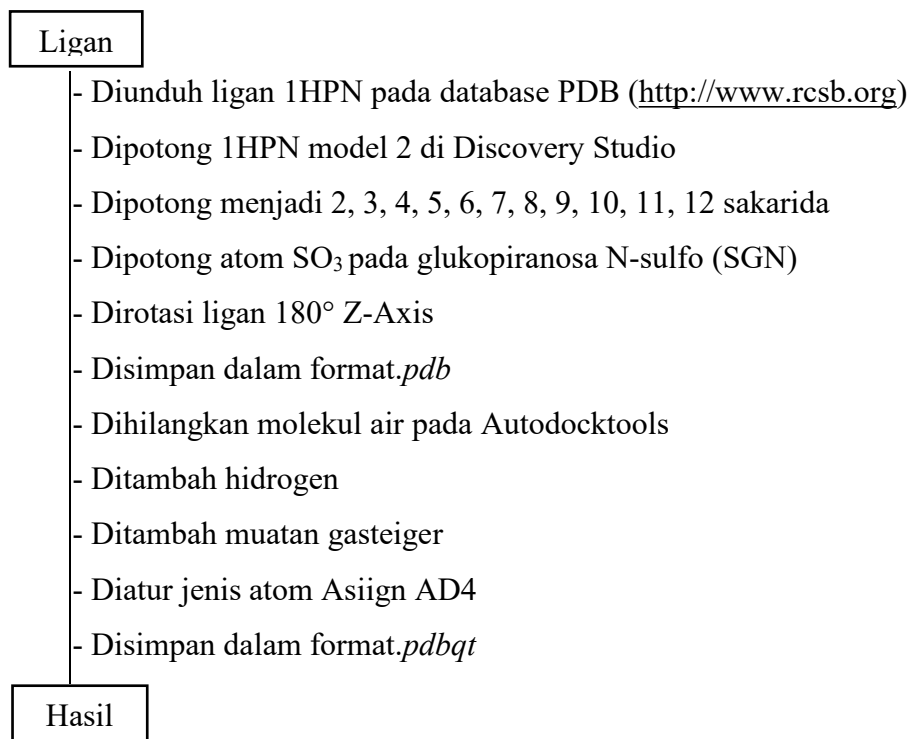 Ligan
- Diunduh ligan 1HPN pada database PDB (http://www.rcsb.org)
- Dipotong 1HPN model 2 di Discovery Studio
- Dipotong menjadi 2, 3, 4, 5, 6, 7, 8, 9, 10, 11, 12 sakarida
- Dipotong atom SO₃ pada glukopiranosa N-sulfo (SGN)
- Dirotasi ligan 180° Z-Axis
- Disimpan dalam format.pdb
- Dihilangkan molekul air pada Autodocktools
- Ditambah hidrogen
- Ditambah muatan gasteiger
- Diatur jenis atom Asiign AD4
- Disimpan dalam format.pdbqt
Hasil